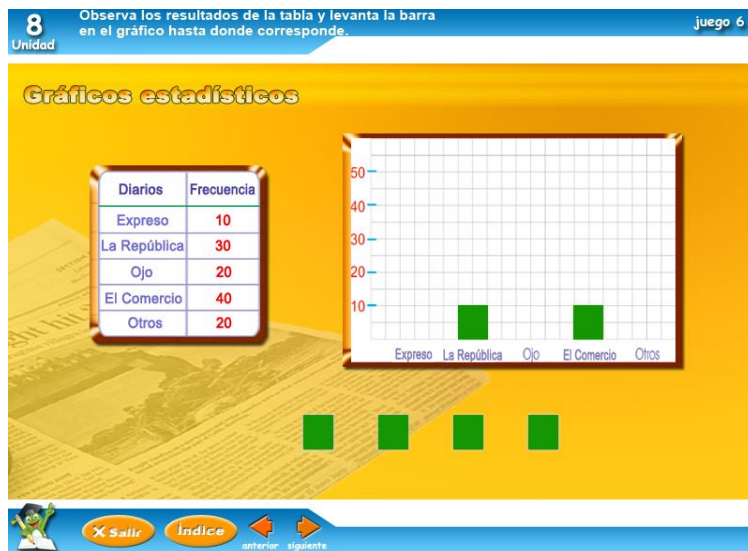 8
Unidad
Observa los resultados de la tabla y levanta la barra
en el gráfico hasta donde corresponde.
juego 6
Gráficos estadísticos
Diarios Frecuencia
Expreso 10
La República 30
Ojo 20
El Comercio 40
Otros 20
50
40
30
20
10
Expreso La República Ojo El Comercio Otros
X Salir
Índice
anterior siguiente